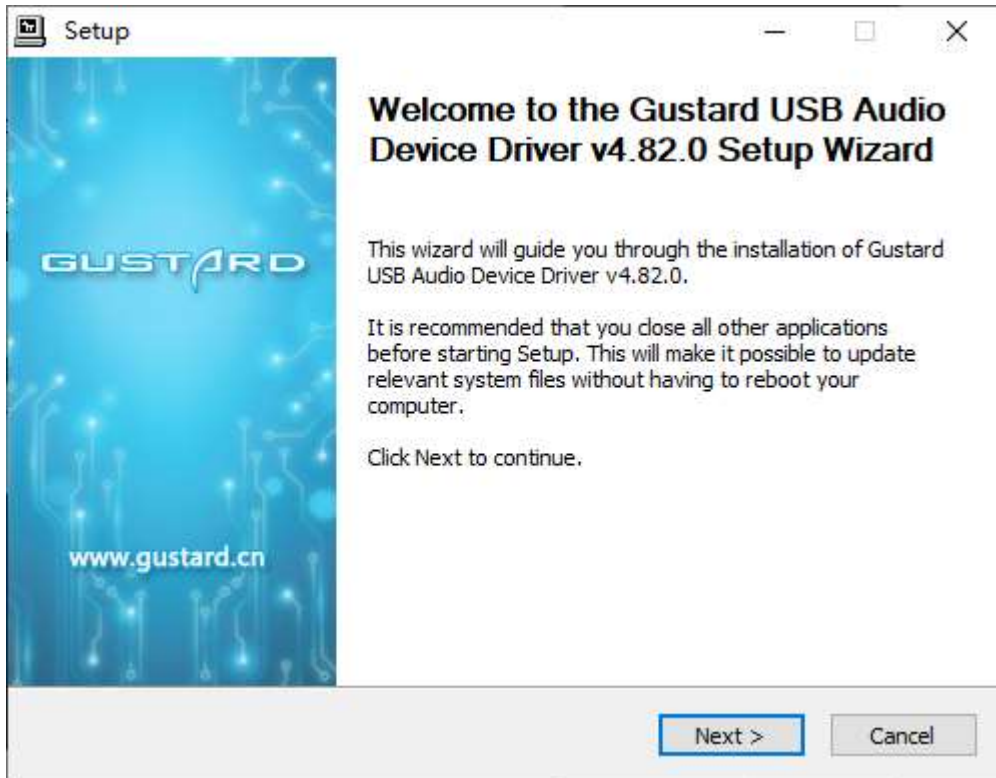 Setup
GUSTARD
www.gustard.cn
Welcome to the Gustard USB Audio
Device Driver v4.82.0 Setup Wizard
This wizard will guide you through the installation of Gustard
USB Audio Device Driver v4.82.0.
It is recommended that you close all other applications
before starting Setup. This will make it possible to update
relevant system files without having to reboot your
computer.
Click Next to continue.
Next >
Cancel